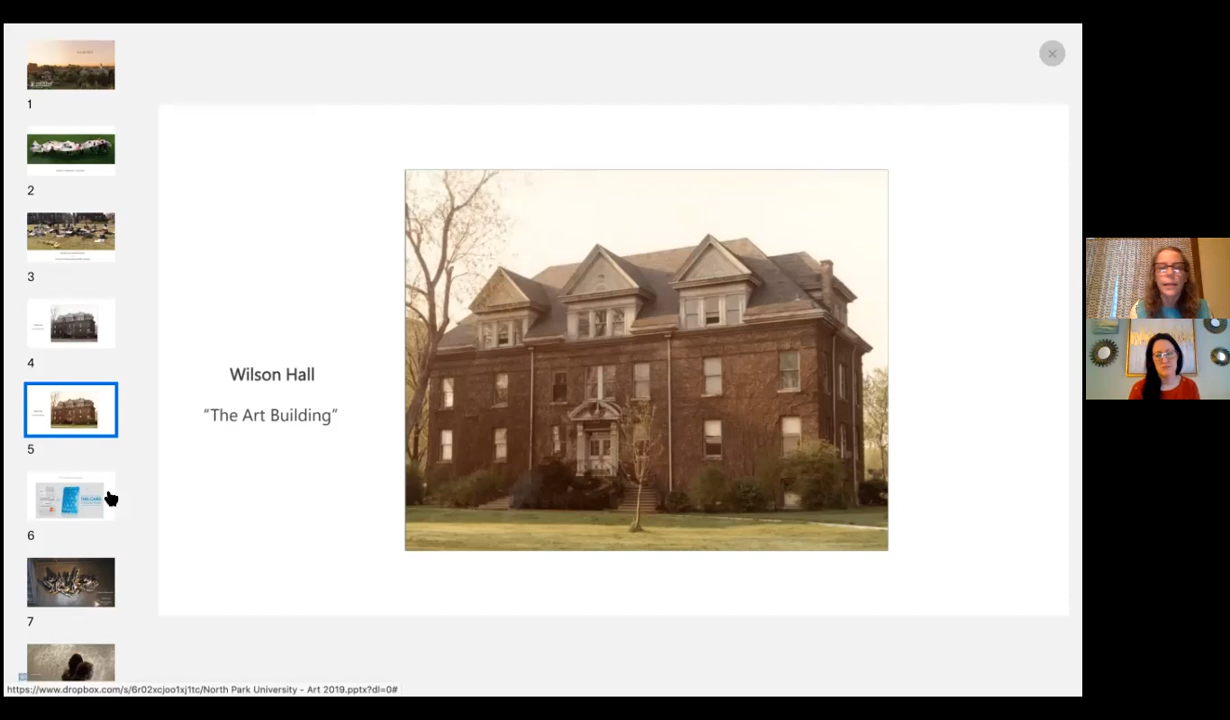 1
2
3
4
5
6
7
Wilson Hall
“The Art Building”
https://www.dropbox.com/s/6r02xcjoo1xj1tc/North Park University - Art 2019.pptx?dl=0#